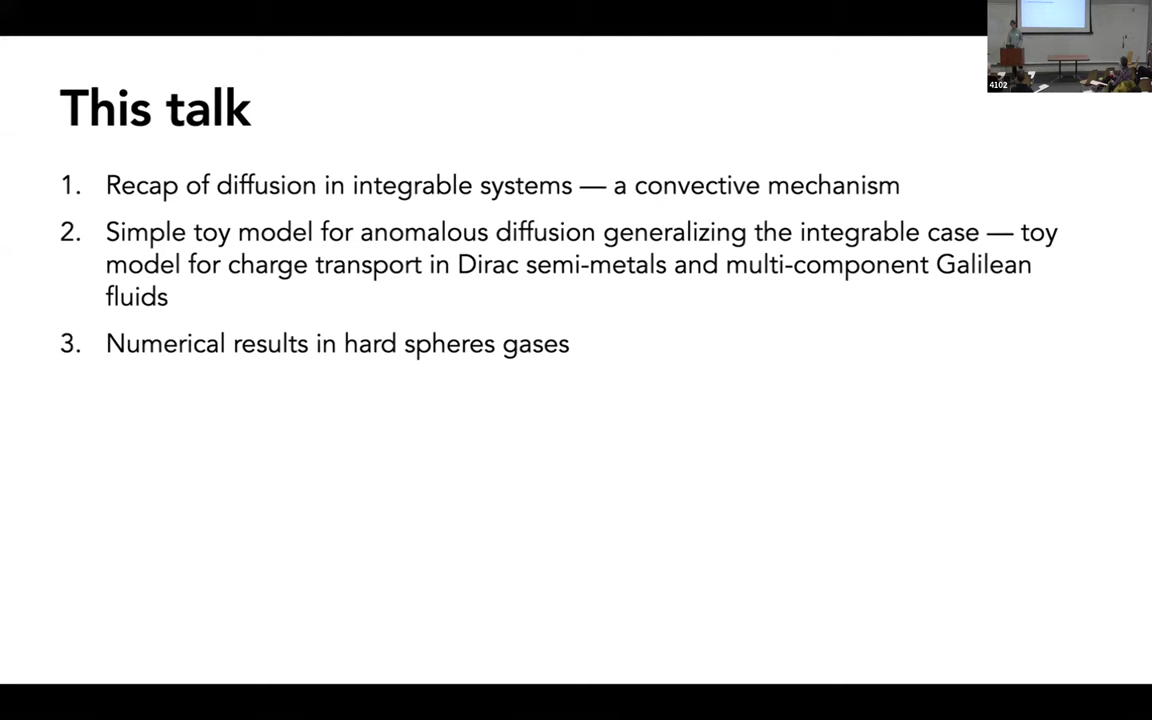 This talk
1. Recap of diffusion in integrable systems — a convective mechanism
2. Simple toy model for anomalous diffusion generalizing the integrable case — toy
model for charge transport in Dirac semi-metals and multi-component Galilean
fluids
3. Numerical results in hard spheres gases
4102